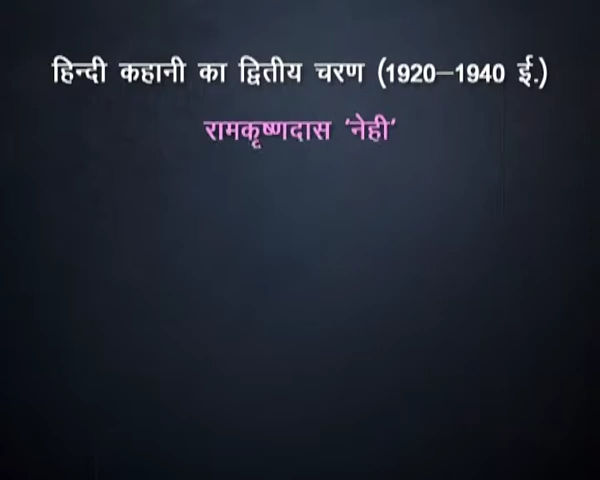 हिन्दी कहानी का द्वितीय चरण (1920–1940 ई.)
रामकृष्णदास ‘नेही’